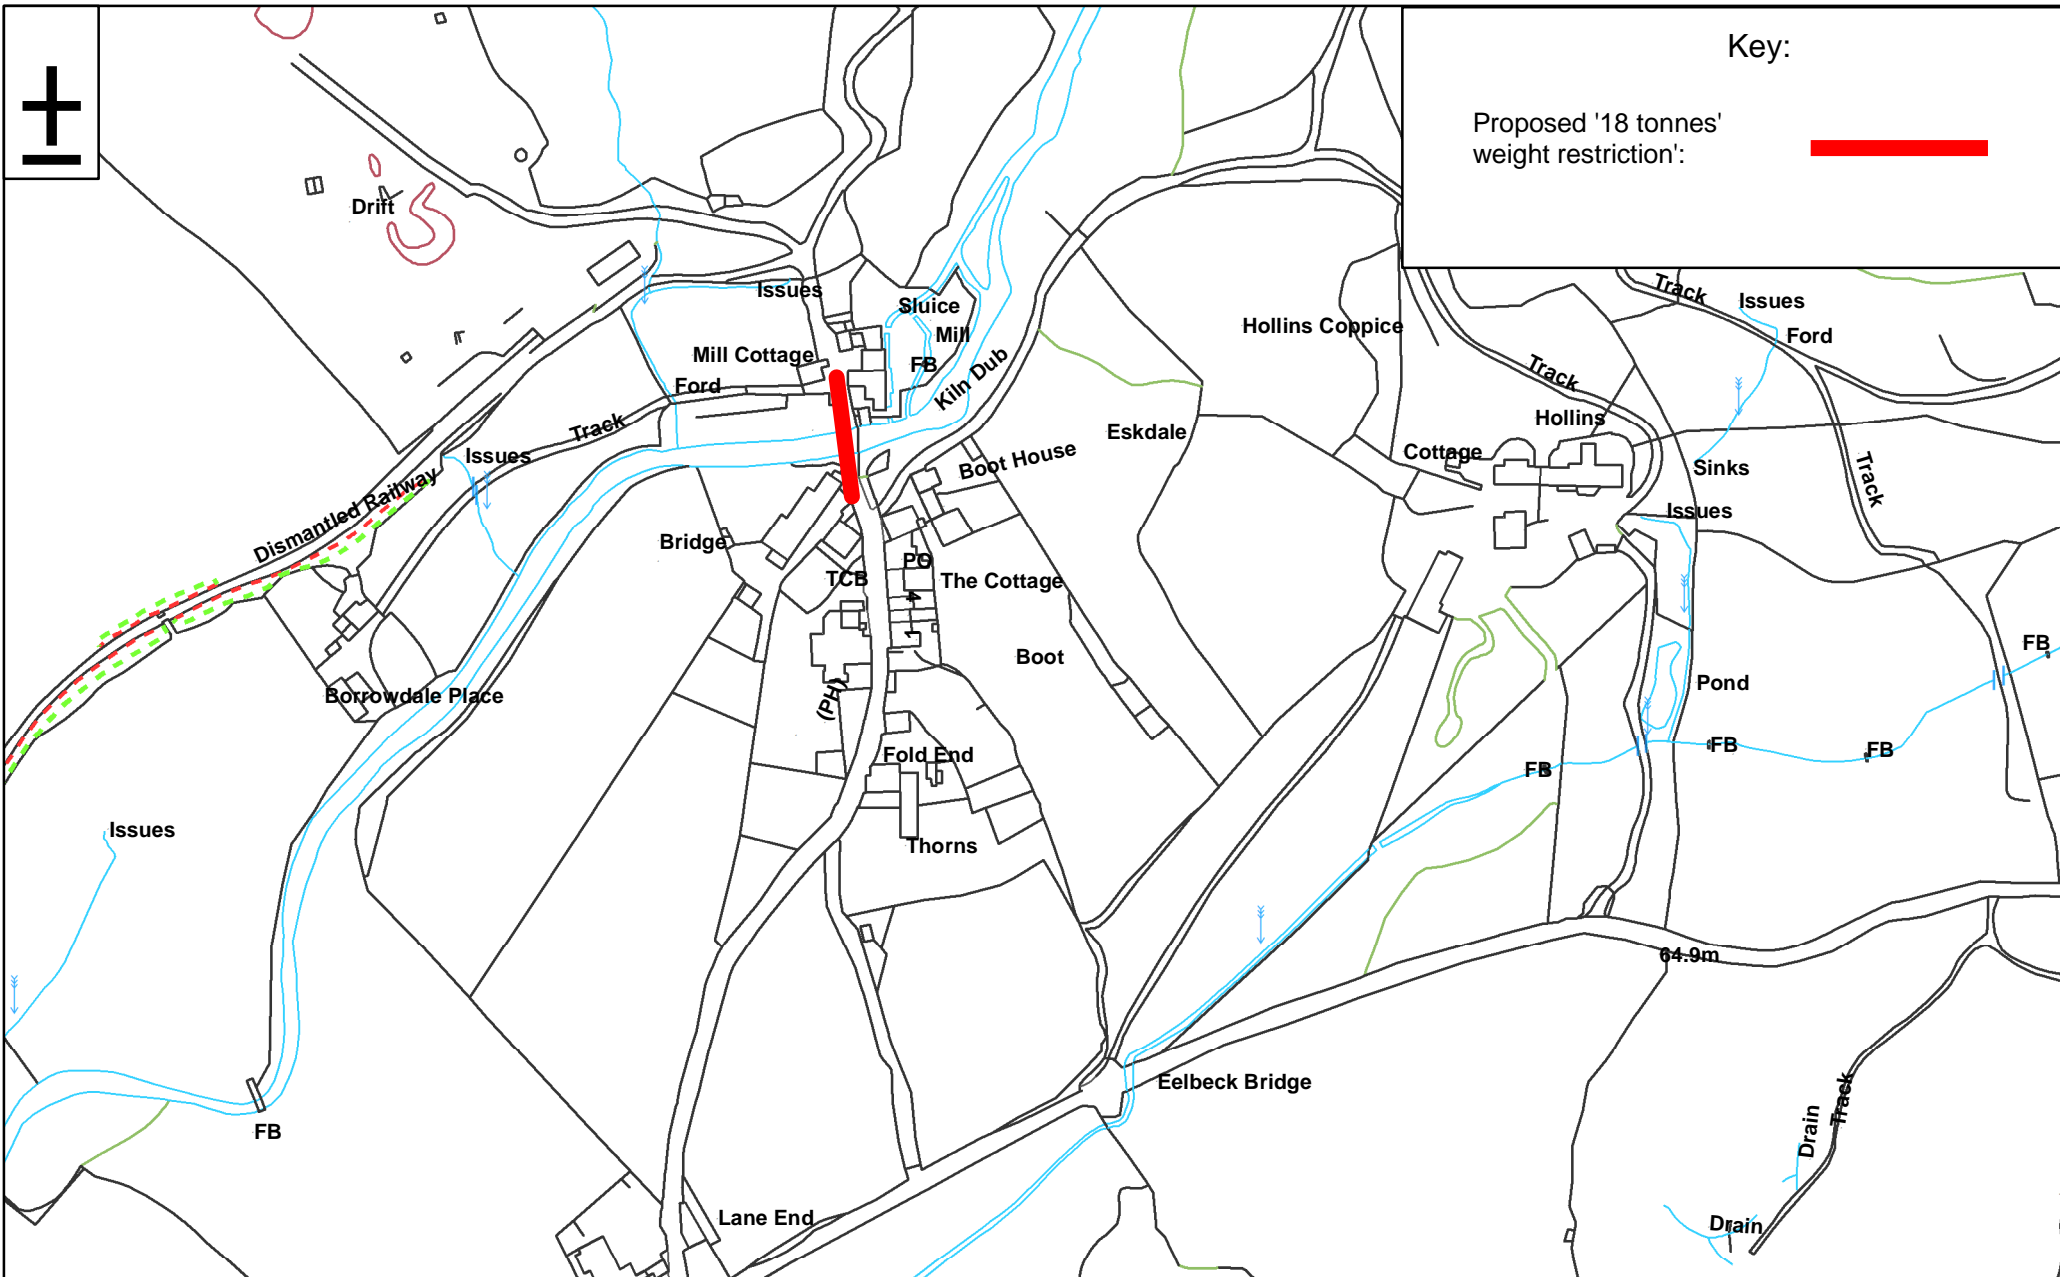 Key:
Proposed '18 tonnes'
weight restriction':
Drift
Issues
Sluice
Mill
Mill Cottage
FB
Kiln Dub
Ford
Track
Issues
Dismantled Railway
Hollins Coppice
Track
Issues
Ford
Track
Hollins
Eskdale
Cottage
Sinks
Track
Boot House
Issues
Bridge
PO
TCB
The Cottage
4
1
Boot
Borrowdale Place
(PH)
Pond
FB
Fold End
FB
FB
FB
Issues
Thorns
64.9m
Eelbeck Bridge
FB
Track
Drain
Lane End
Drain